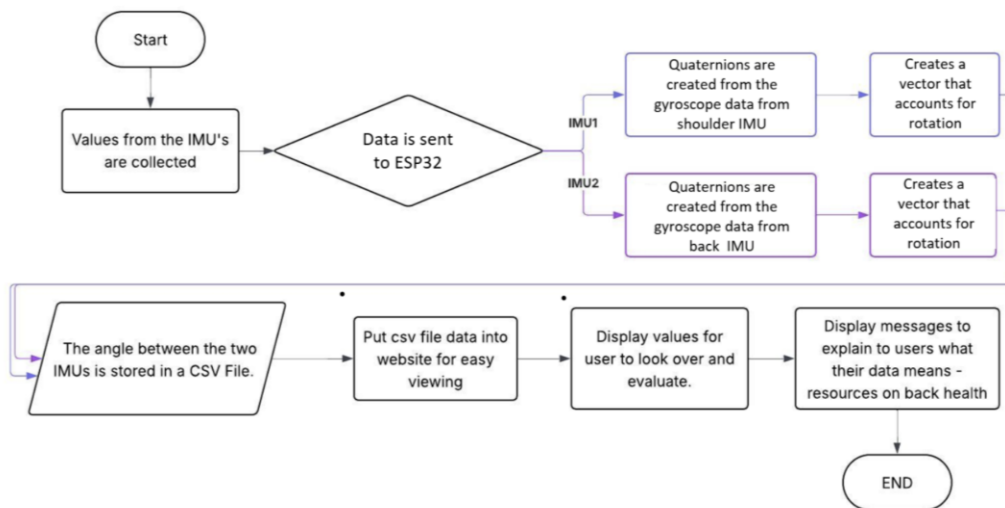 Start
Values from the IMU's
are collected
Data is sent
to ESP32
IMU1
IMU2
Quaternions are
created from the
gyroscope data from
shoulder IMU
Creates a
vector that
accounts for
rotation
Quaternions are
created from the
gyroscope data from
back IMU
Creates a
vector that
accounts for
rotation
The angle between the two
IMUs is stored in a CSV File.
Put csv file data into
website for easy
viewing
Display values for
user to look over and
evaluate.
Display messages to
explain to users what
their data means -
resources on back health
END